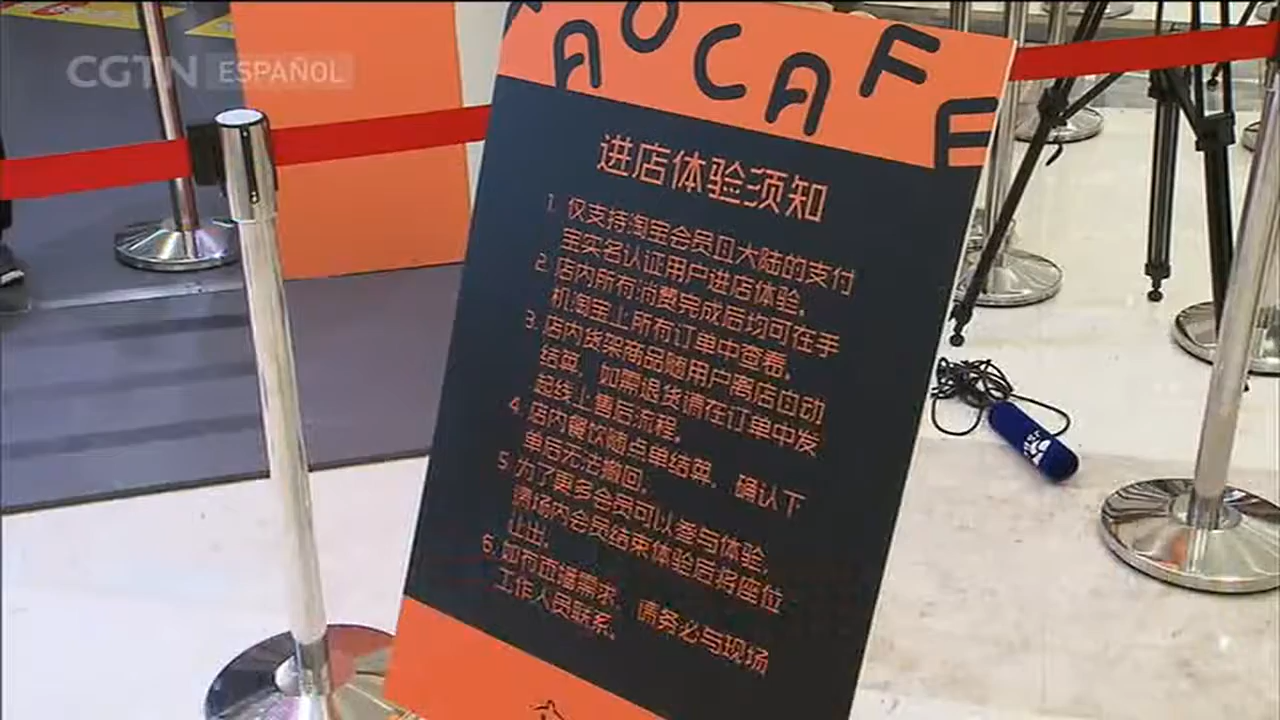 CGTN ESPAÑOL
AOCAFE
进店体验须知
1. 仅支持淘宝会员且大陆的支付
宝实名认证用户进店体验。
2. 店内所有消费完成后均可在手
机淘宝上所有订单中查看。
3. 店内货架商品随用户离店自动
结算，如需退货请在订单中发
起线上售后流程。
4. 店内餐饮随点单结算，确认下
单后无法撤回。
5. 为了更多会员可以参与体验，
请场内会员结束体验后将座位
让出。
6. 如有直播需求，请务必与现场
工作人员联系。